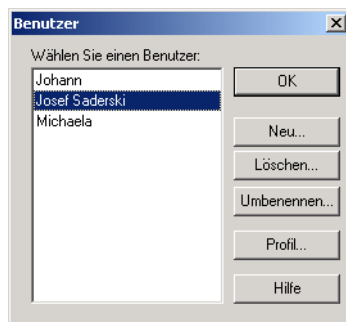 Benutzer
Wählen Sie einen Benutzer:
Johann
Josef Saderski
Michaela
OK
Neu...
Löschen...
Umbenennen...
Profil...
Hilfe